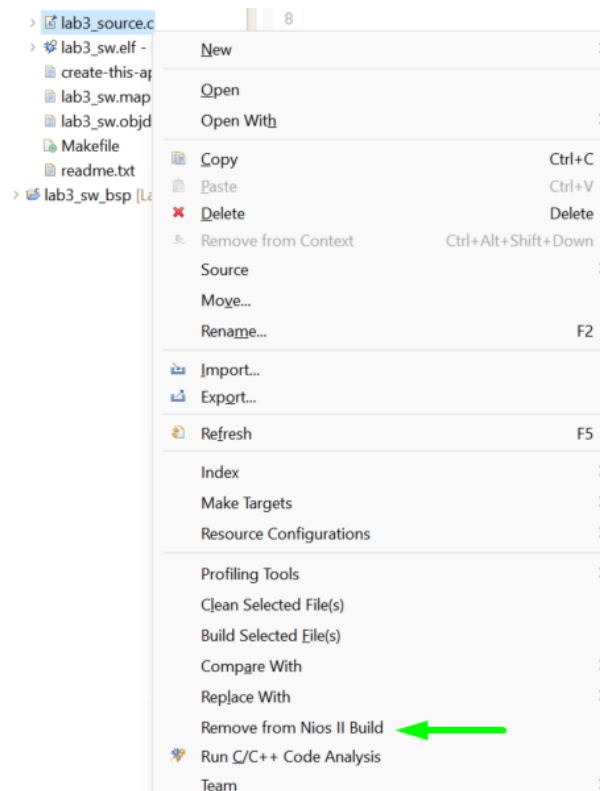 lab3_source.c
8
lab3_sw.elf -
create-this-ap
lab3_sw.map
lab3_sw.objd
Makefile
readme.txt
lab3_sw_bsp [La
New
Open
Open With
Copy Ctrl+C
Paste Ctrl+V
Delete Delete
Remove from Context Ctrl+Alt+Shift+Down
Source
Move...
Rename... F2
Import...
Export...
Refresh F5
Index
Make Targets
Resource Configurations
Profiling Tools
Clean Selected File(s)
Build Selected File(s)
Compare With
Replace With
Remove from Nios II Build
Run C/C++ Code Analysis
Team